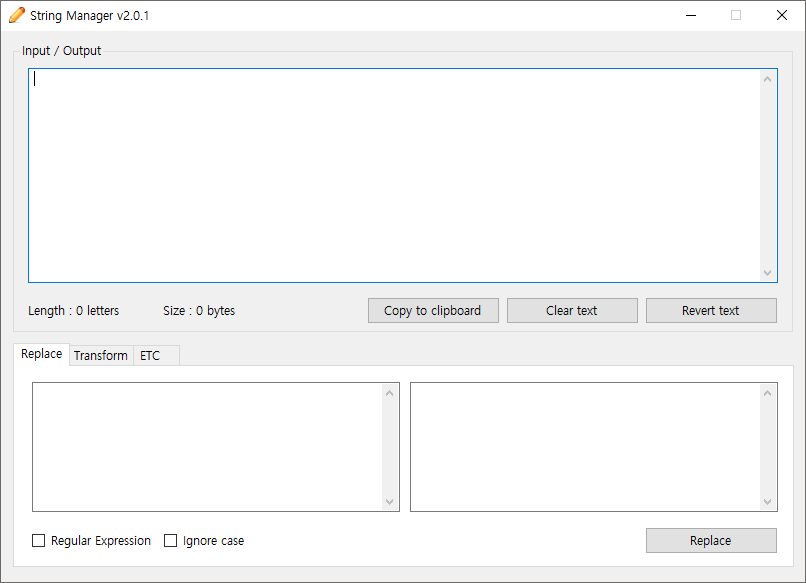 String Manager v2.0.1
Input / Output
Length : 0 letters Size : 0 bytes Copy to clipboard Clear text Revert text
Replace Transform ETC
Regular Expression Ignore case Replace